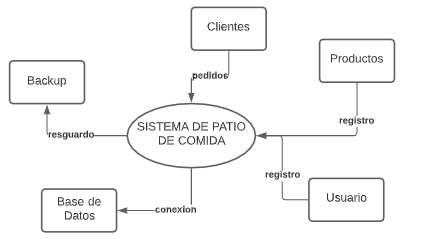 Clientes
Productos
pedidos
Backup
registro
SISTEMA DE PATIO
DE COMIDA
resguardo
registro
Base de
Datos
conexion
Usuario